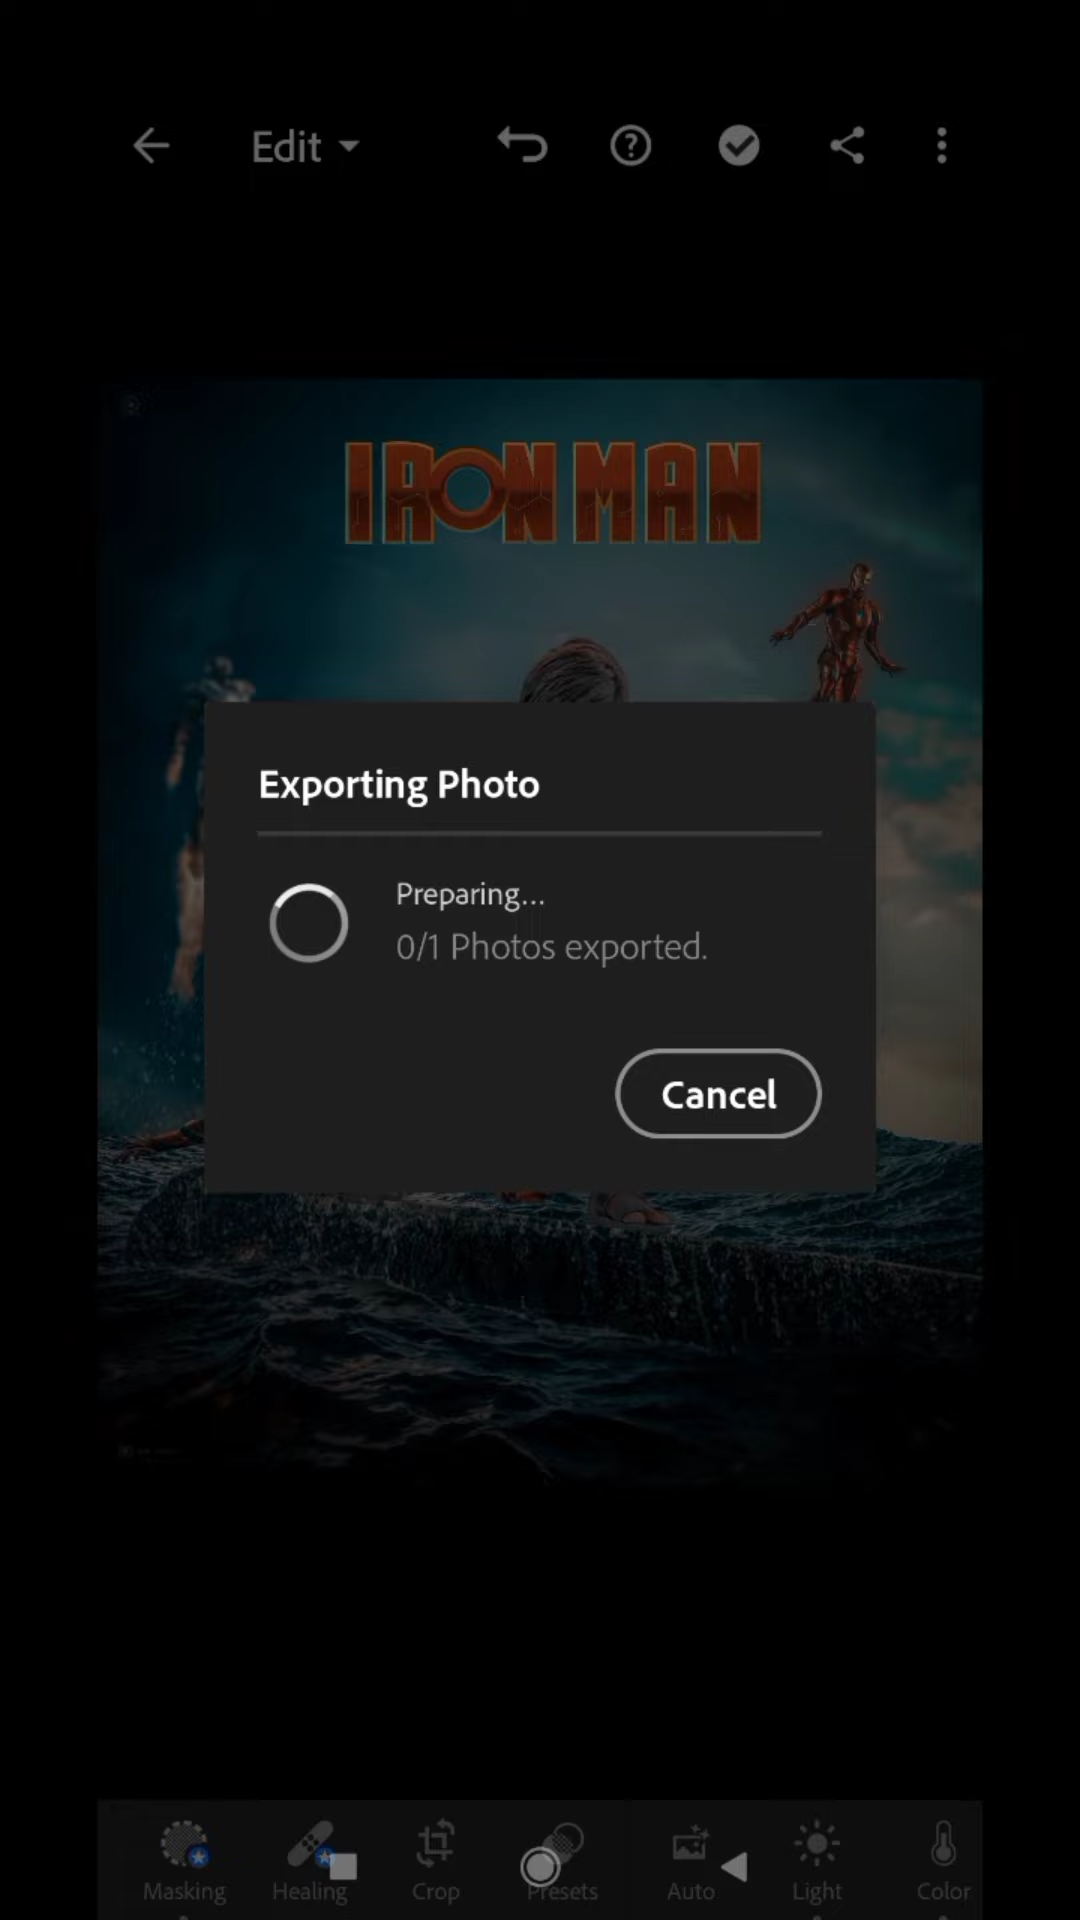 Edit
IRON MAN
Exporting Photo
Preparing...
0/1 Photos exported.
Cancel
Masking Healing Crop Presets Auto Light Color